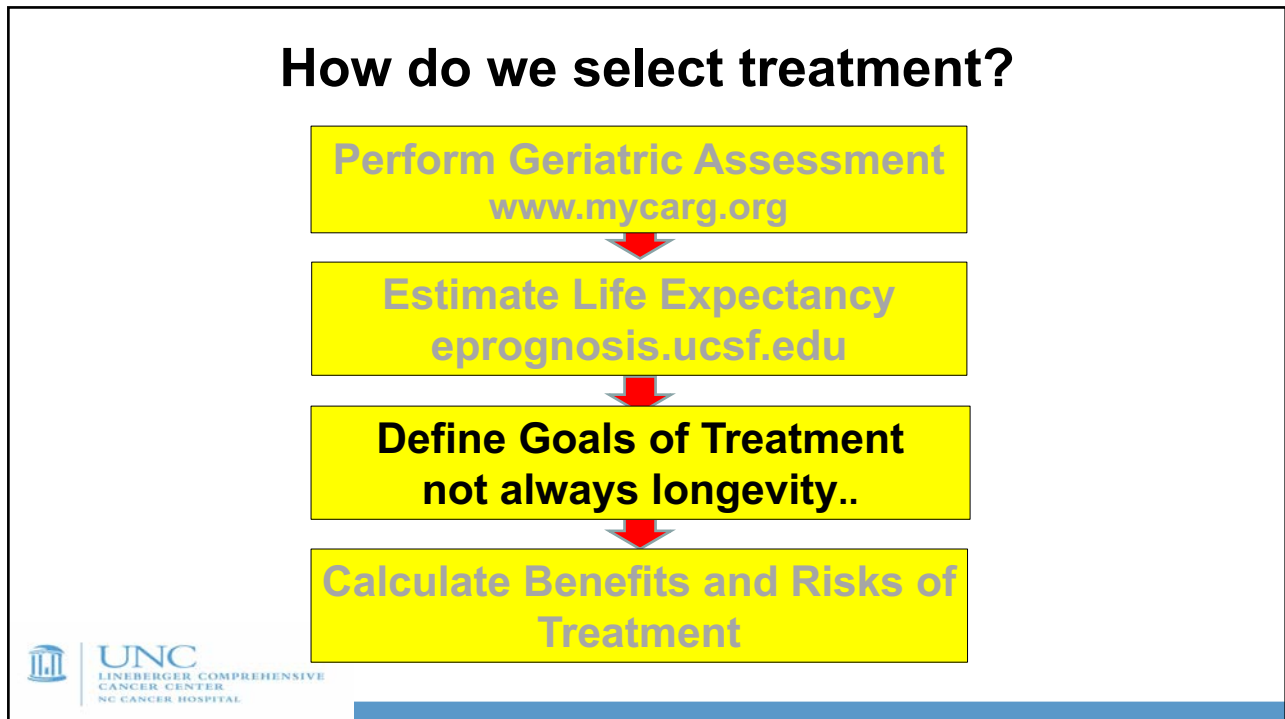 How do we select treatment?
Perform Geriatric Assessment
www.mycarg.org
Estimate Life Expectancy
eprognosis.ucsf.edu
Define Goals of Treatment
not always longevity..
Calculate Benefits and Risks of
Treatment
UNC
LINEBERGER COMPREHENSIVE
CANCER CENTER
NC CANCER HOSPITAL